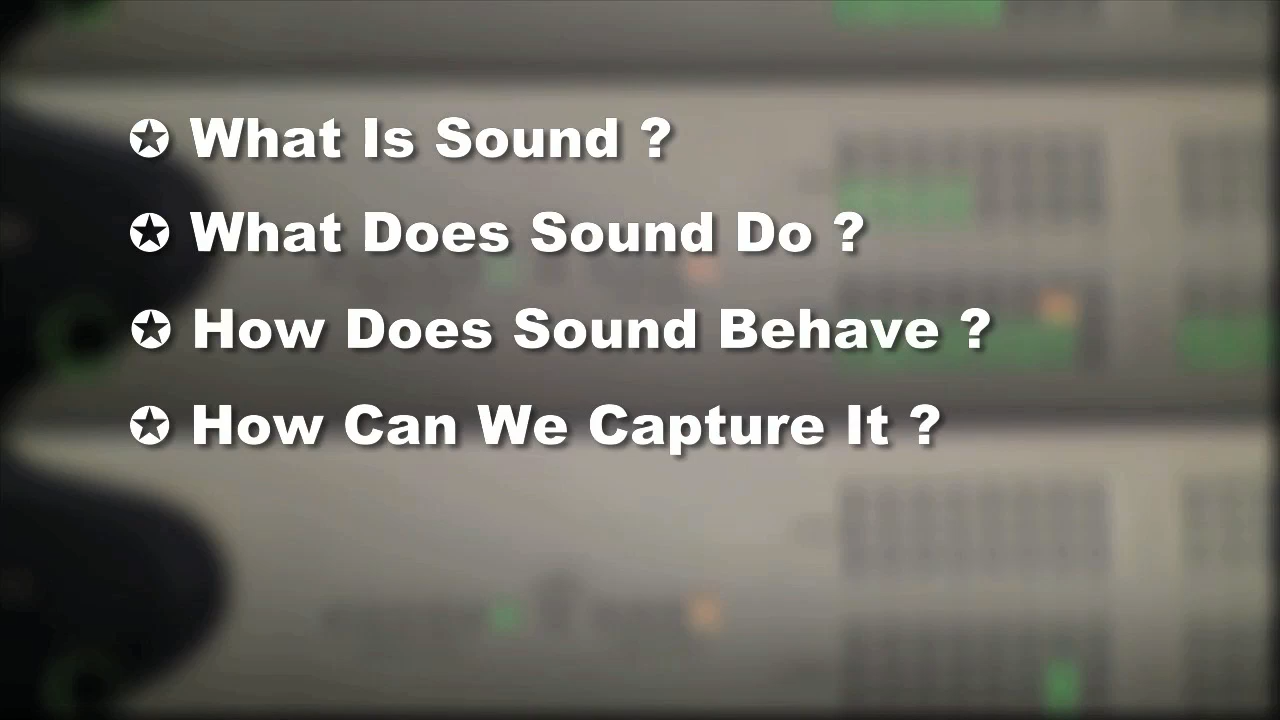 ✪ What Is Sound ?
✪ What Does Sound Do ?
✪ How Does Sound Behave ?
✪ How Can We Capture It ?